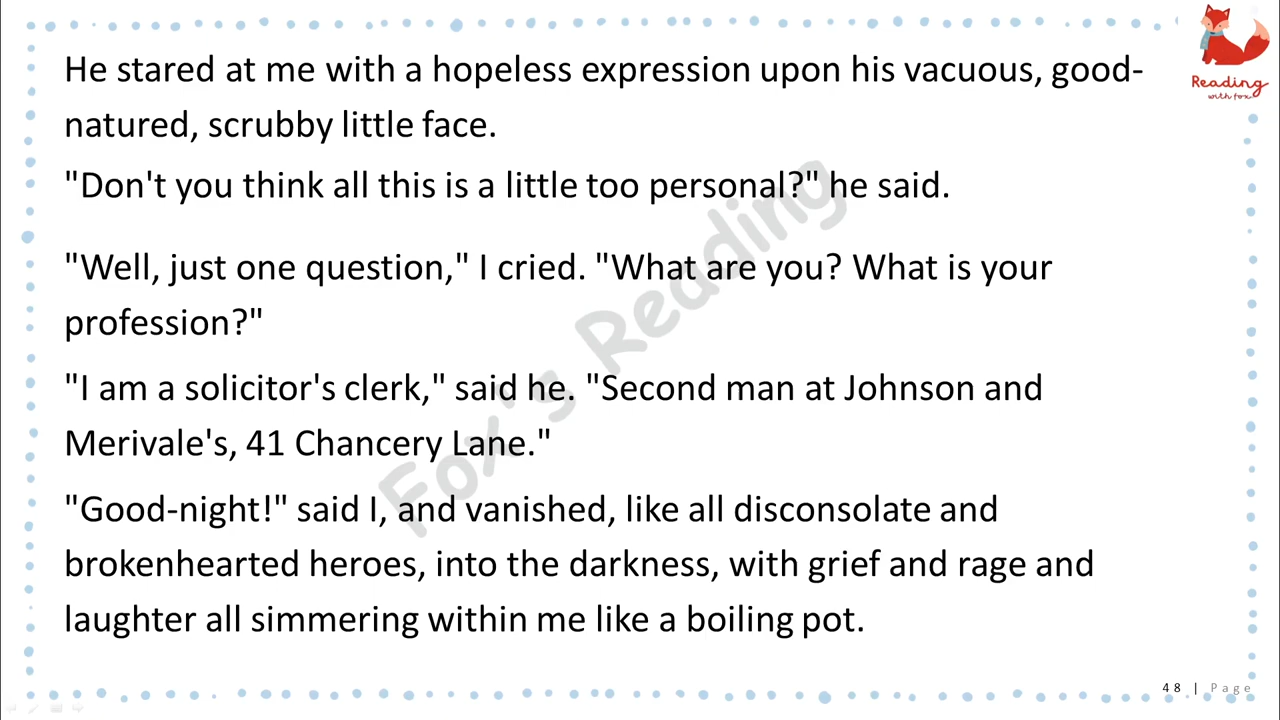 He stared at me with a hopeless expression upon his vacuous, good-
natured, scrubby little face.
"Don't you think all this is a little too personal?" he said.
"Well, just one question," I cried. "What are you? What is your
profession?"
"I am a solicitor's clerk," said he. "Second man at Johnson and
Merivale's, 41 Chancery Lane."
"Good-night!" said I, and vanished, like all disconsolate and
brokenhearted heroes, into the darkness, with grief and rage and
laughter all simmering within me like a boiling pot.
Reading
with fox
Fox's Reading
48 | Page